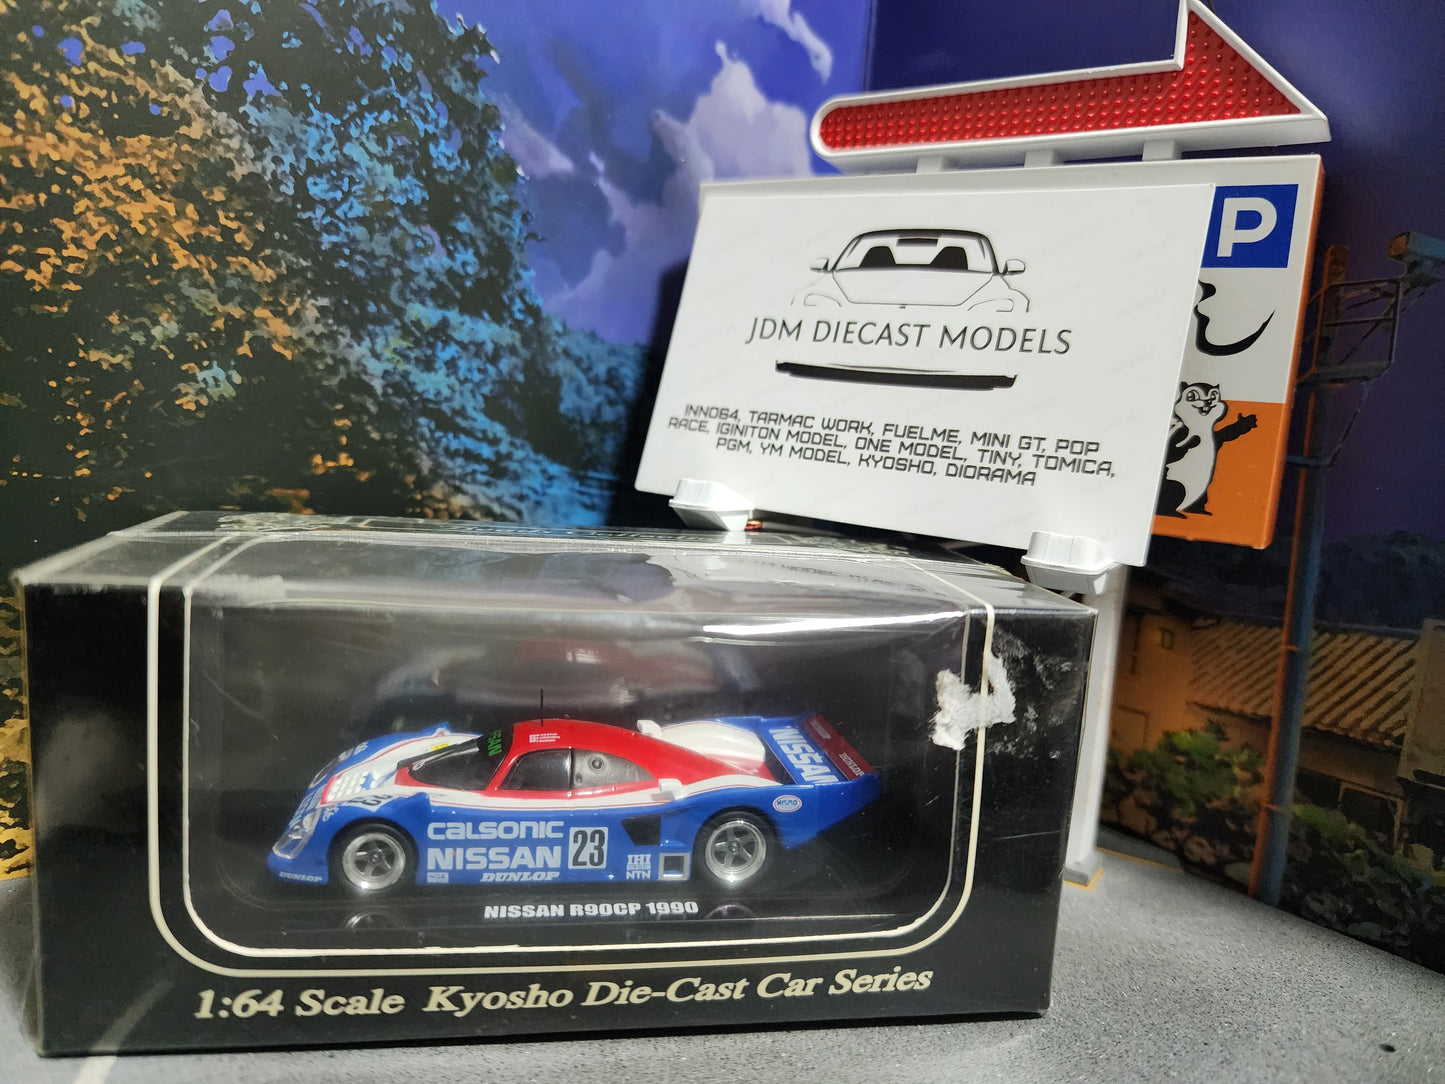 P
JDM DIECAST MODELS
INNO64, TARMAC WORK, FUELME, MINI GT, POP
RACE, IGINITON MODEL, ONE MODEL, TINY, TOMICA,
PGM, YM MODEL, KYOSHO, DIORAMA
NISSAN
NISMO
CALSONIC
NISSAN 23
DUNLOP
IHI
NTN
NISSAN R90CP 1990
1:64 Scale Kyosho Die-Cast Car Series